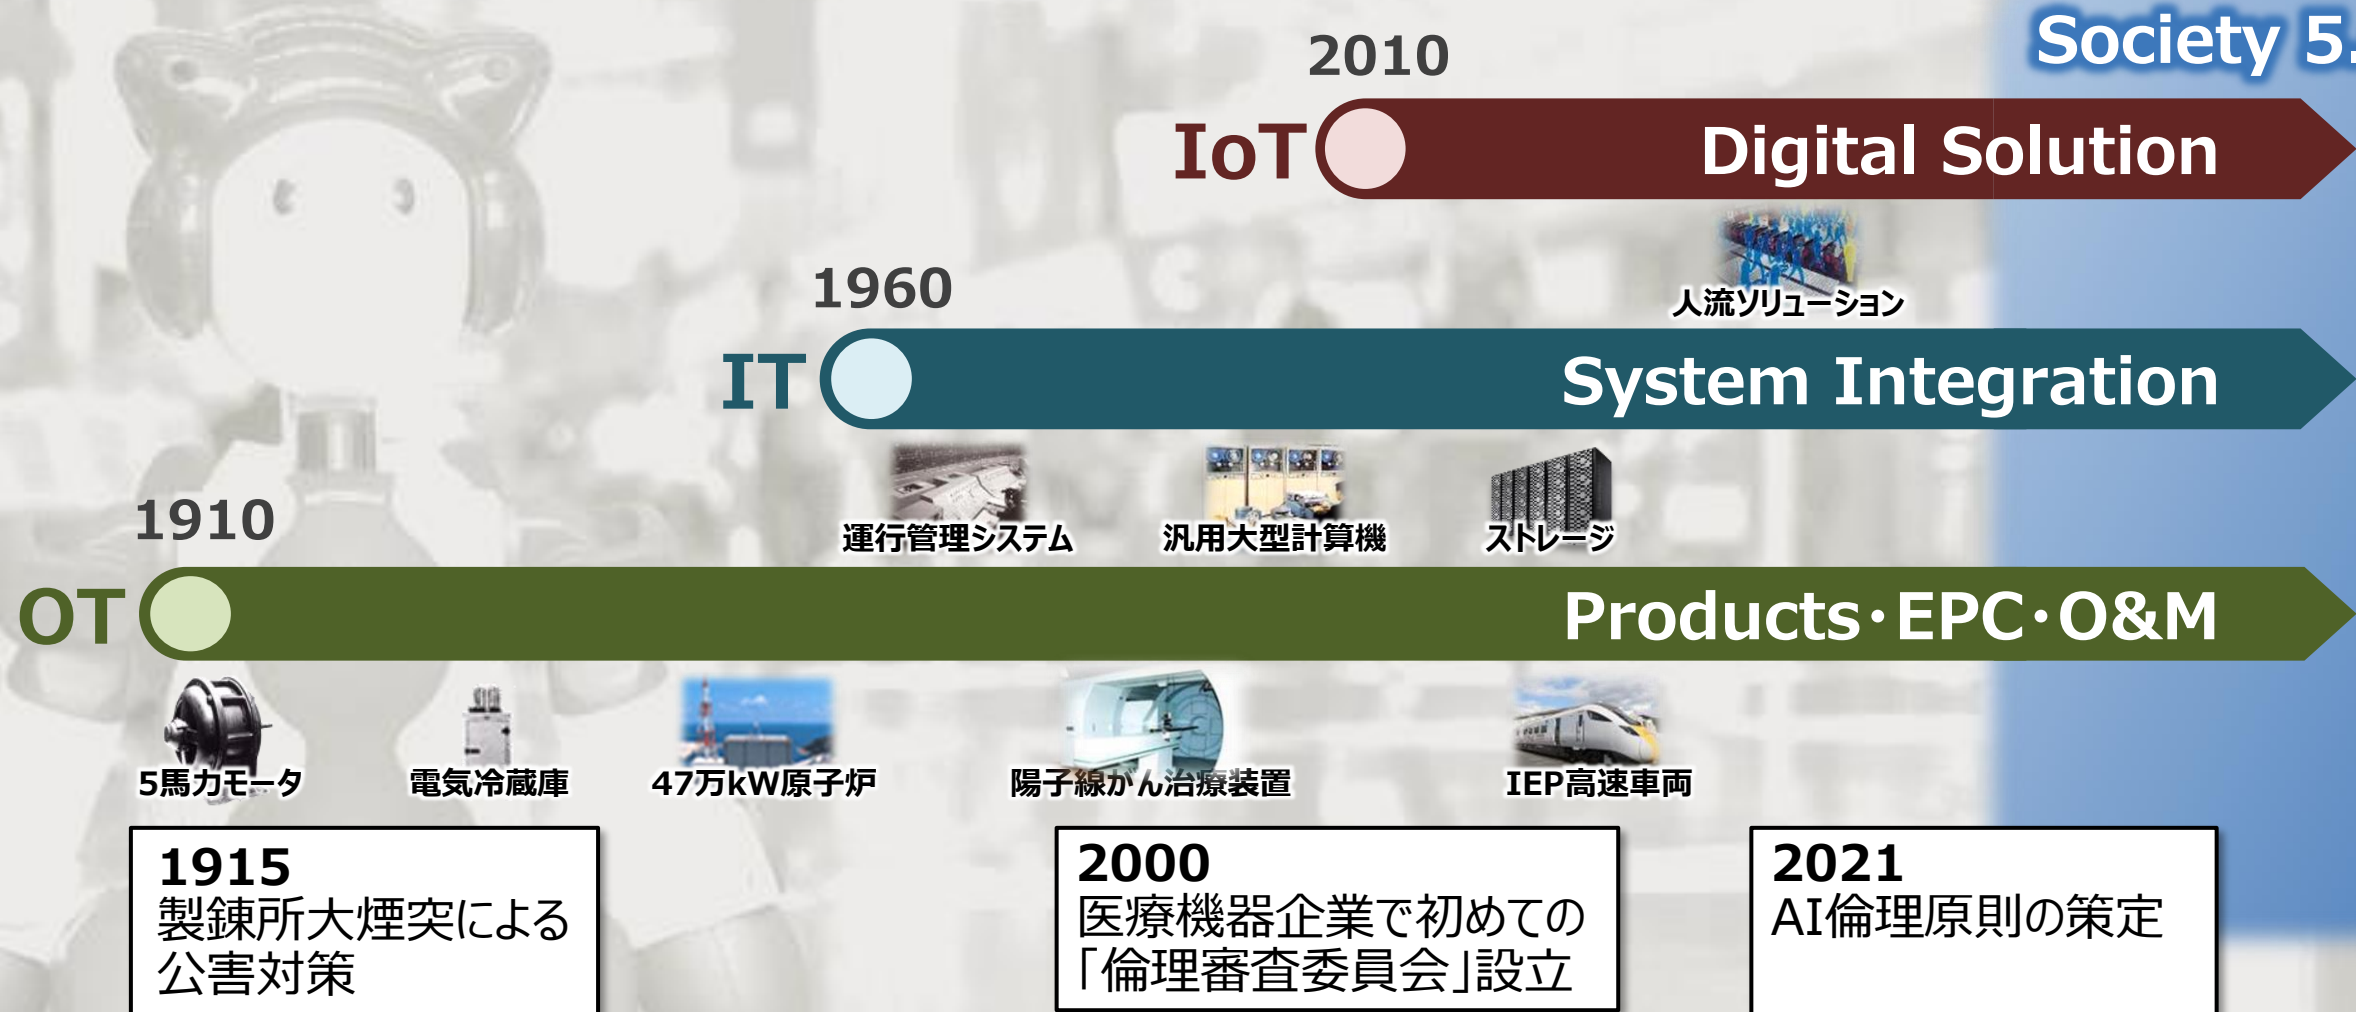 Society 5.
2010
IoT
Digital Solution
人流ソリューション
1960
IT
System Integration
運行管理システム
汎用大型計算機
ストレージ
1910
OT
Products・EPC・O&M
5馬力モータ
電気冷蔵庫
47万kW原子炉
陽子線がん治療装置
IEP高速車両
1915
製錬所大煙突による
公害対策
2000
医療機器企業で初めての
「倫理審査委員会」設立
2021
AI倫理原則の策定